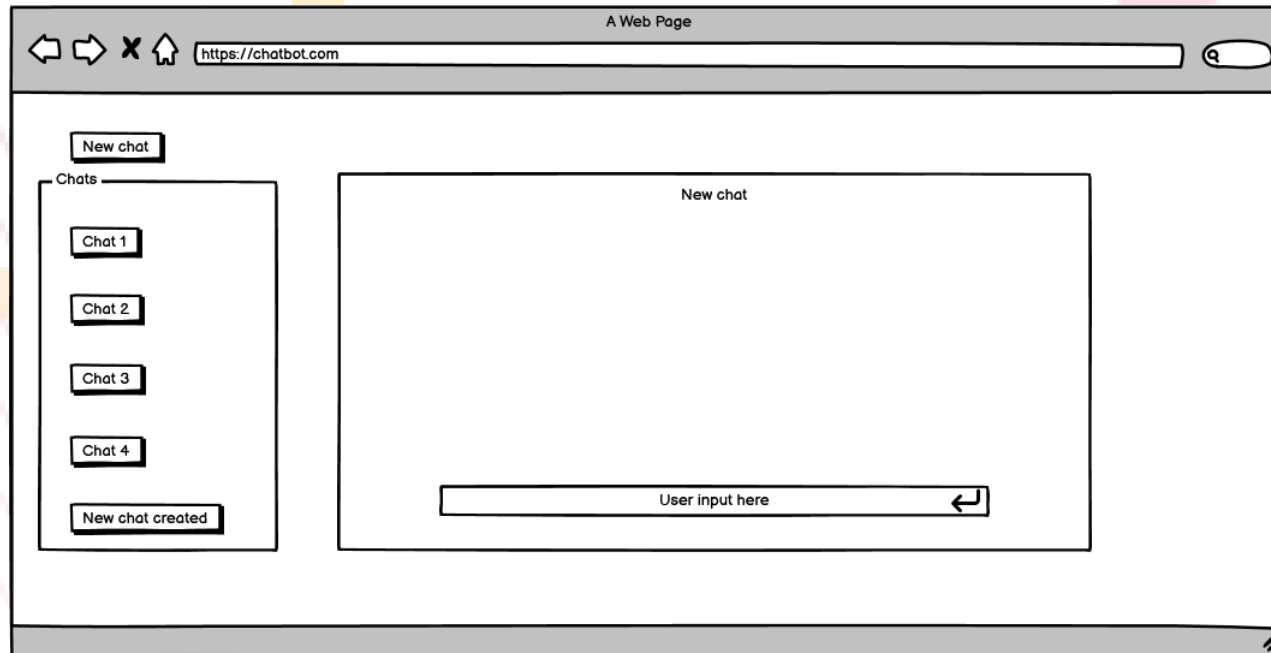 A Web Page
https://chatbot.com
New chat
Chats
Chat 1
Chat 2
Chat 3
Chat 4
New chat created
New chat
User input here